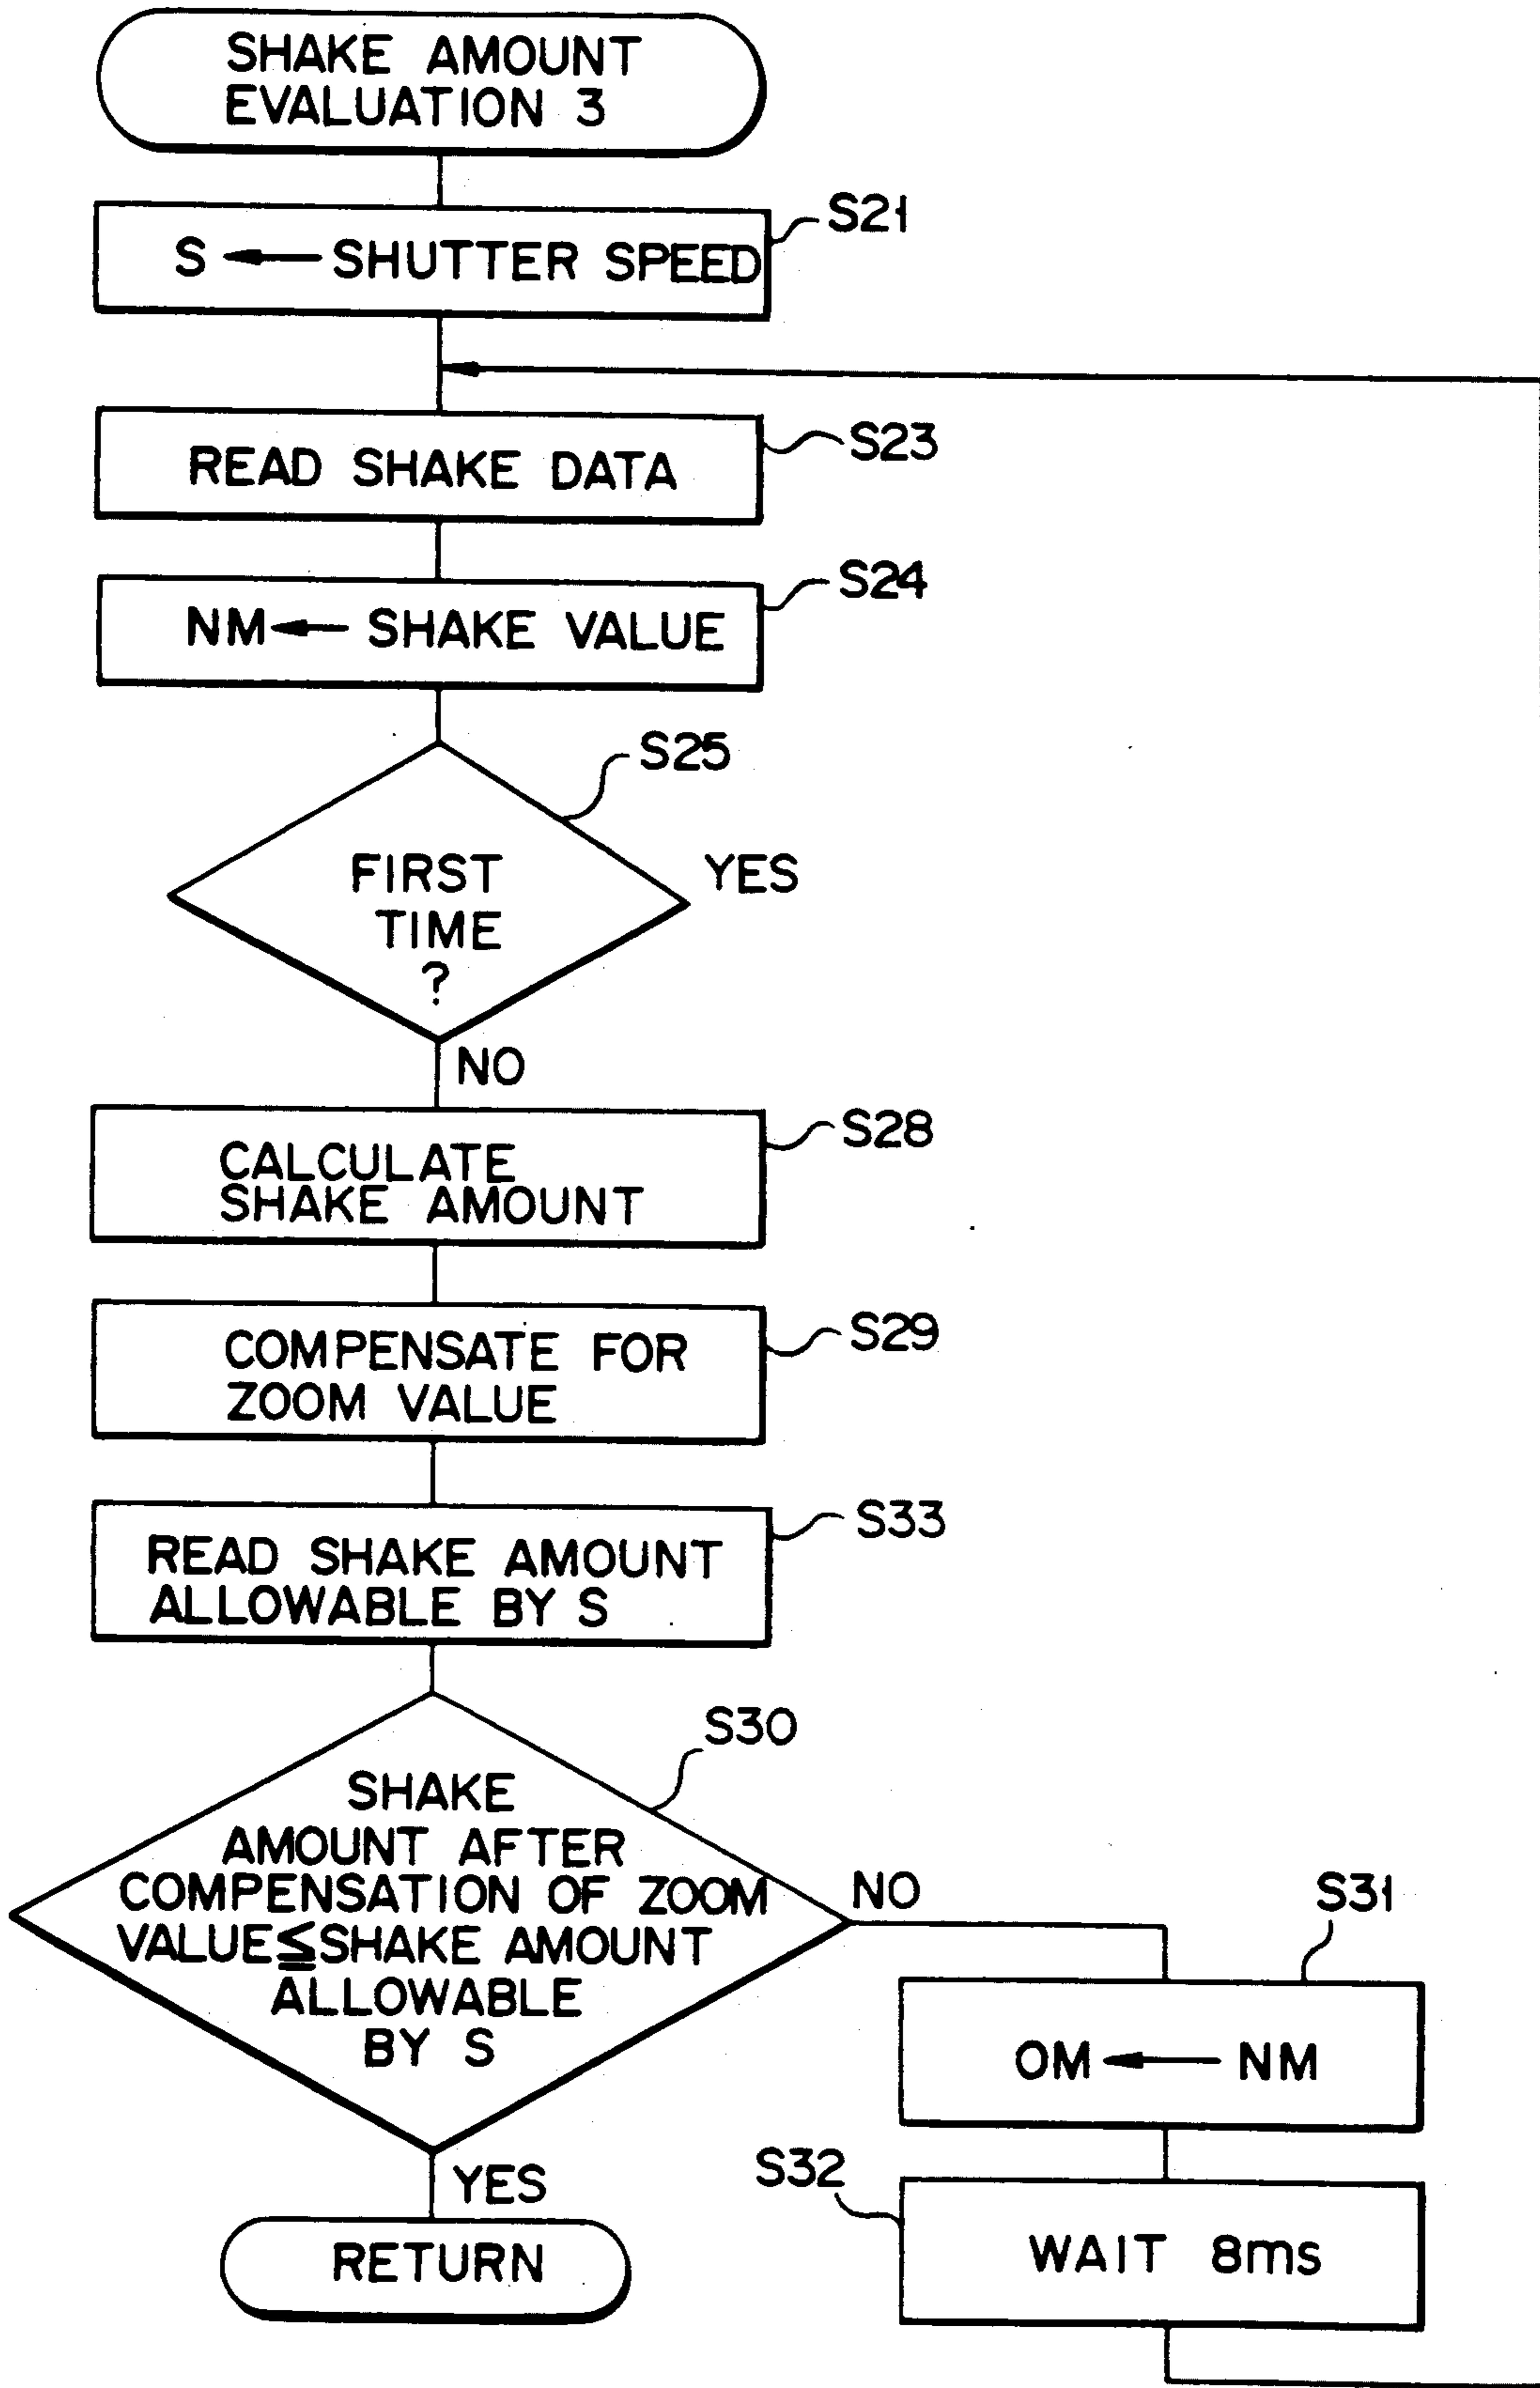 SHAKE AMOUNT
EVALUATION 3
S21
S ← SHUTTER SPEED
S23
READ SHAKE DATA
S24
NM ← SHAKE VALUE
S25
FIRST
TIME
?
YES
NO
S28
CALCULATE
SHAKE AMOUNT
S29
COMPENSATE FOR
ZOOM VALUE
S33
READ SHAKE AMOUNT
ALLOWABLE BY S
S30
SHAKE
AMOUNT AFTER
COMPENSATION OF ZOOM
VALUE≦SHAKE AMOUNT
ALLOWABLE
BY S
NO
S31
OM ← NM
S32
WAIT 8ms
YES
RETURN